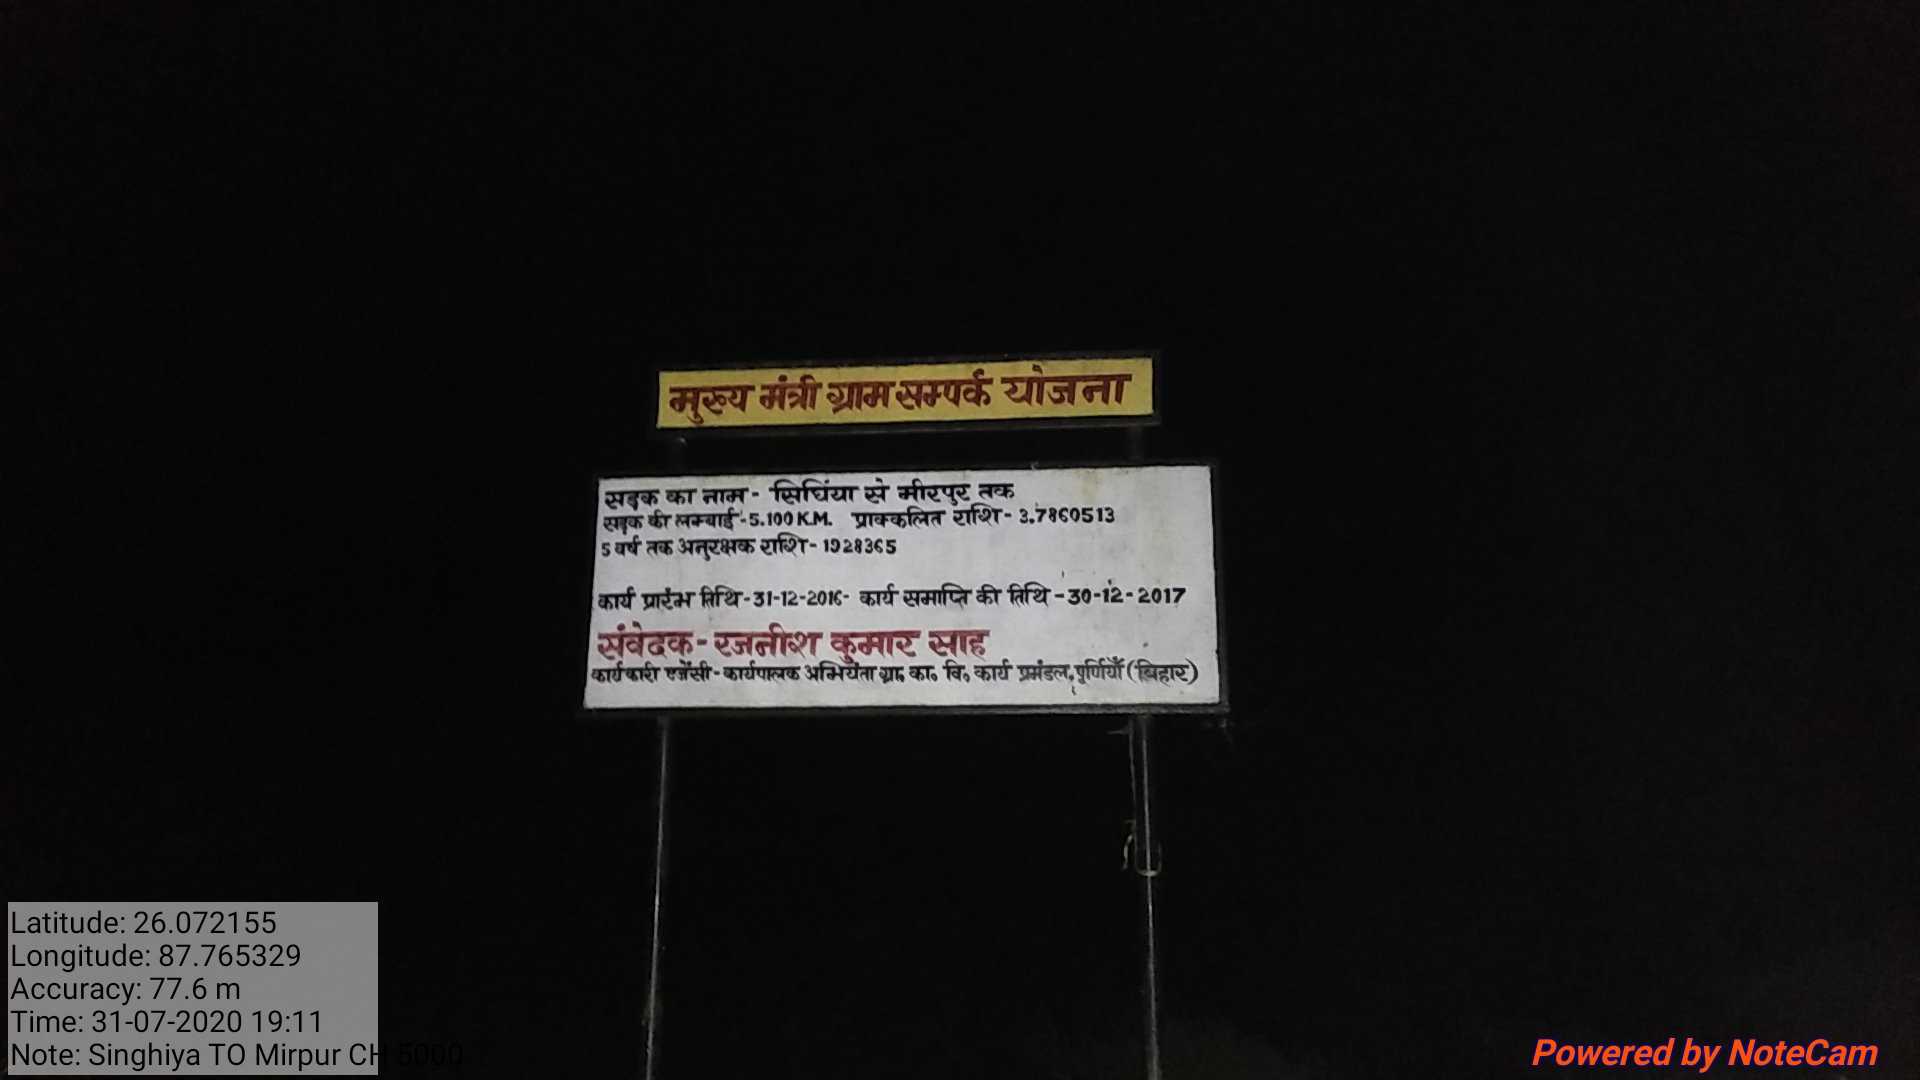 मुख्य मंत्री ग्राम सम्पर्क योजना
सड़क का नाम - सिघिंया से मीरपुर तक
सड़क की लम्बाई - 5.100 K.M. प्राक्कलित राशि - 3.7860513
5 वर्ष तक अनुरक्षक राशि - 1928365
कार्य प्रारंभ तिथि - 31-12-2016 - कार्य समाप्ति की तिथि - 30-12-2017
संवेदक - रजनीश कुमार साह
कार्यकारी एजेंसी - कार्यपालक अभियंता ग्रा॰ का॰ वि॰ कार्य प्रमंडल, पूर्णियाँ (बिहार)
Latitude: 26.072155
Longitude: 87.765329
Accuracy: 77.6 m
Time: 31-07-2020 19:11
Note: Singhiya TO Mirpur CH 5000
Powered by NoteCam